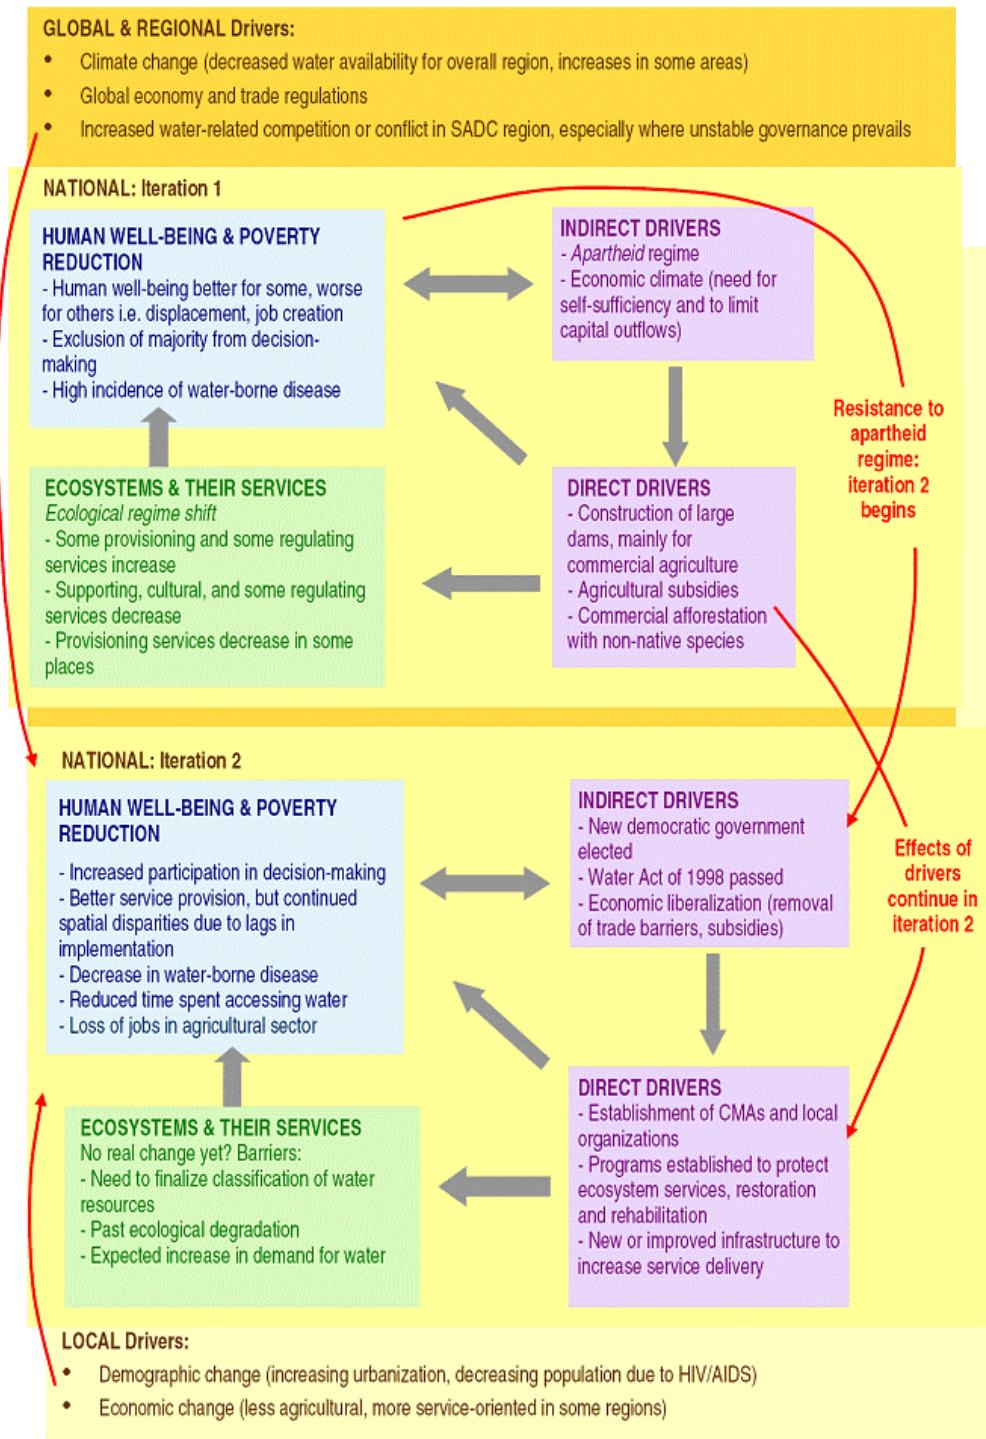 GLOBAL & REGIONAL Drivers:
• Climate change (decreased water availability for overall region, increases in some areas)
• Global economy and trade regulations
• Increased water-related competition or conflict in SADC region, especially where unstable governance prevails
NATIONAL: Iteration 1
HUMAN WELL-BEING & POVERTY
REDUCTION
- Human well-being better for some, worse
for others i.e. displacement, job creation
- Exclusion of majority from decision-
making
- High incidence of water-borne disease
INDIRECT DRIVERS
- Apartheid regime
- Economic climate (need for
self-sufficiency and to limit
capital outflows)
Resistance to
apartheid
regime:
iteration 2
begins
ECOSYSTEMS & THEIR SERVICES
Ecological regime shift
- Some provisioning and some regulating
services increase
- Supporting, cultural, and some regulating
services decrease
- Provisioning services decrease in some
places
DIRECT DRIVERS
- Construction of large
dams, mainly for
commercial agriculture
- Agricultural subsidies
- Commercial afforestation
with non-native species
NATIONAL: Iteration 2
HUMAN WELL-BEING & POVERTY
REDUCTION
- Increased participation in decision-making
- Better service provision, but continued
spatial disparities due to lags in
implementation
- Decrease in water-borne disease
- Reduced time spent accessing water
- Loss of jobs in agricultural sector
INDIRECT DRIVERS
- New democratic government
elected
- Water Act of 1998 passed
- Economic liberalization (removal
of trade barriers, subsidies)
Effects of
drivers
continue in
iteration 2
ECOSYSTEMS & THEIR SERVICES
No real change yet? Barriers:
- Need to finalize classification of water
resources
- Past ecological degradation
- Expected increase in demand for water
DIRECT DRIVERS
- Establishment of CMAs and local
organizations
- Programs established to protect
ecosystem services, restoration
and rehabilitation
- New or improved infrastructure to
increase service delivery
LOCAL Drivers:
• Demographic change (increasing urbanization, decreasing population due to HIV/AIDS)
• Economic change (less agricultural, more service-oriented in some regions)